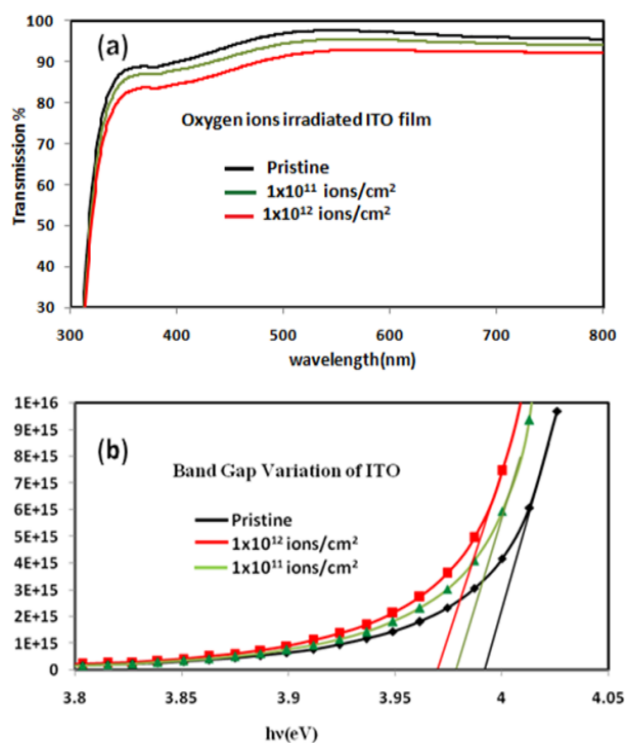 100
90
80
70
60
50
40
30
Transmission %
(a)
Oxygen ions irradiated ITO film
Pristine
1x10¹¹ ions/cm²
1x10¹² ions/cm²
300 400 500 600 700 800
wavelength(nm)
1E+16
9E+15
8E+15
7E+15
6E+15
5E+15
4E+15
3E+15
2E+15
1E+15
0
(b)
Band Gap Variation of ITO
Pristine
1x10¹² ions/cm²
1x10¹¹ ions/cm²
3.8 3.85 3.9 3.95 4 4.05
hν(eV)